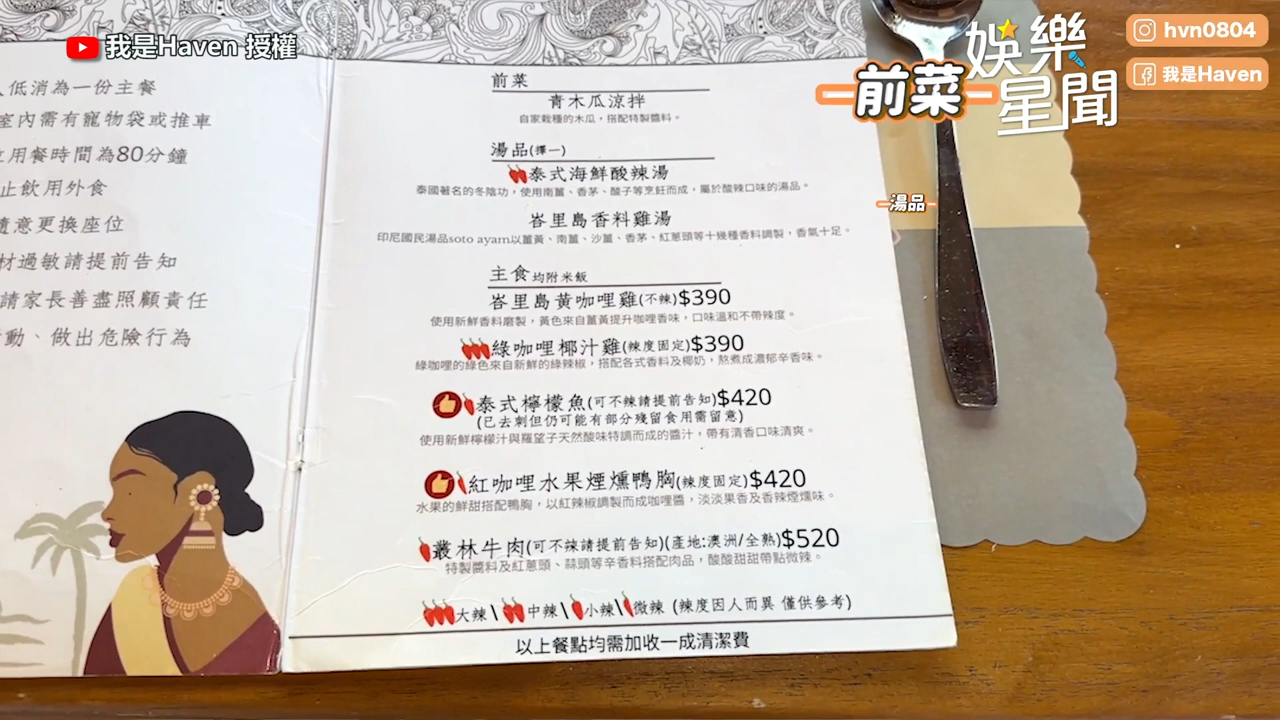 我是Haven 授權
娛樂
星聞
hvn0804
我是Haven
前菜
湯品
低消為一份主餐
室內需有寵物袋或推車
用餐時間為80分鐘
止飲用外食
隨意更換座位
材過敏請提前告知
請家長善盡照顧責任
動、做出危險行為
前菜
青木瓜涼拌
自家栽種的木瓜,搭配特製醬料。
湯品(擇一)
泰式海鮮酸辣湯
泰國著名的冬陰功,使用南薑、香茅、酸子等烹飪而成,屬於酸辣口味的湯品。
峇里島香料雞湯
印尼國民湯品soto ayam以薑黃、南薑、沙薑、香茅、紅蔥頭等十幾種香料調製,香氣十足。
主食均附米飯
峇里島黃咖哩雞(不辣)$390
使用新鮮香料磨製,黃色來自薑黃提升咖哩香味,口味溫和不帶辣度。
綠咖哩椰汁雞(辣度固定)$390
綠咖哩的綠色來自新鮮的綠辣椒,搭配各式香料及椰奶,熬煮成濃郁辛香味。
泰式檸檬魚(可不辣請提前告知)$420
(已去刺但仍可能有部分殘留食用需留意)
使用新鮮檸檬汁與羅望子天然酸味特調而成的醬汁,帶有清香口味清爽。
紅咖哩水果煙燻鴨胸(辣度固定)$420
水果的鮮甜搭配鴨胸,以紅辣椒調製而成咖哩醬,淡淡果香及香辣煙燻味。
叢林牛肉(可不辣請提前告知)(產地:澳洲/全熟)$520
特製醬料及紅蔥頭、蒜頭等辛香料搭配肉品,酸酸甜甜帶點微辣。
大辣\中辣\小辣\微辣 (辣度因人而異 僅供參考)
以上餐點均需加收一成清潔費